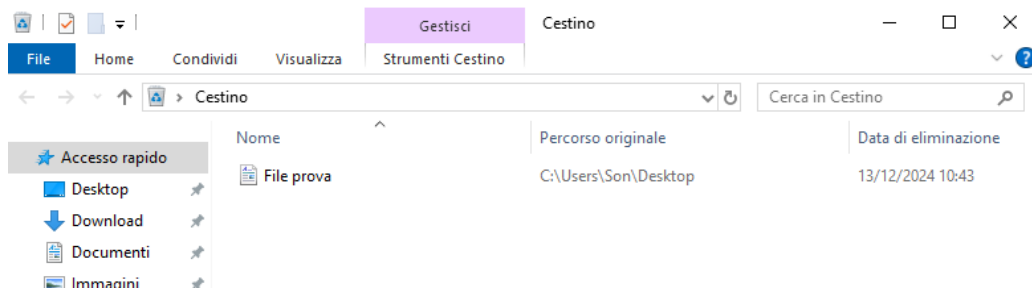 Gestisci Cestino
File Home Condividi Visualizza Strumenti Cestino
Cestino Cerca in Cestino
Nome Percorso originale Data di eliminazione
Accesso rapido
File prova C:\Users\Son\Desktop 13/12/2024 10:43
Desktop
Download
Documenti
Immagini